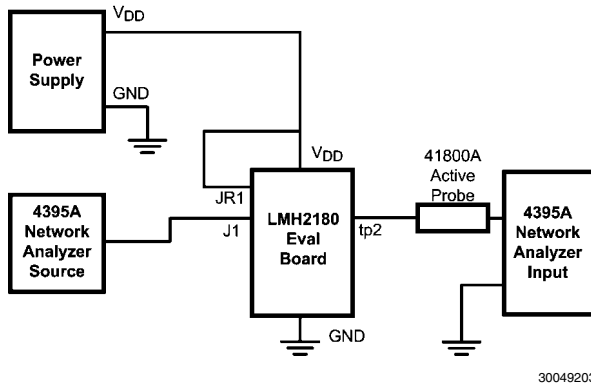 VDD
Power
Supply
GND
VDD
JR1
J1
LMH2180
Eval
Board
tp2
GND
41800A
Active
Probe
4395A
Network
Analyzer
Source
4395A
Network
Analyzer
Input
30049203